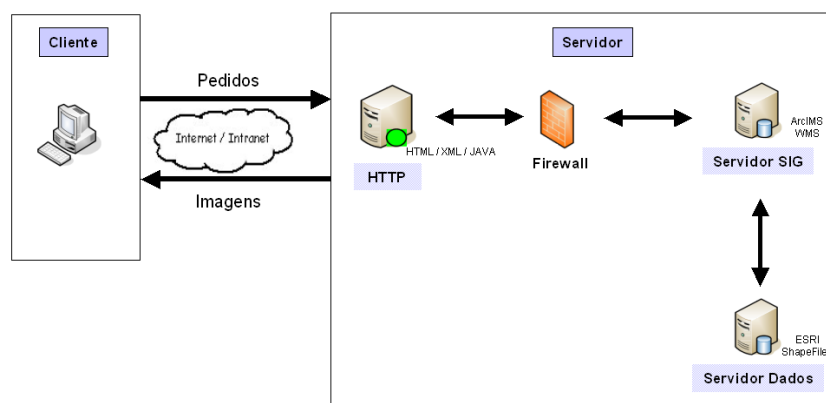 Cliente
Servidor
Pedidos
Internet / Intranet
Imagens
HTML / XML / JAVA
HTTP
Firewall
ArcIMS
WMS
Servidor SIG
ESRI
ShapeFile
Servidor Dados